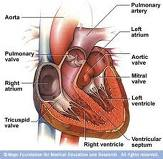 Aorta
Pulmonary
artery
Left
atrium
Pulmonary
valve
Aortic
valve
Right
atrium
Mitral
valve
Left
ventricle
Tricuspid
valve
Right ventricle
Ventricular
septum
© Mayo Foundation for Medical Education and Research. All rights reserved.